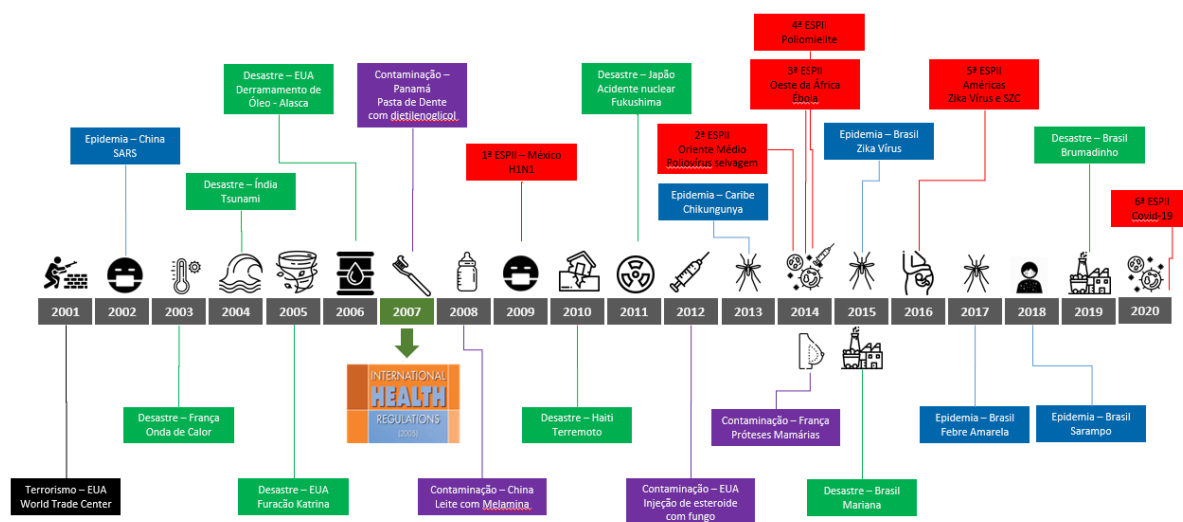 4ª ESPII
Poliomielite
Desastre – EUA
Derramamento de
Óleo - Alasca
Contaminação –
Panamá
Pasta de Dente
com dietilenoglicol
Desastre – Japão
Acidente nuclear
Fukushima
3ª ESPII
Oeste da África
Ébola
5ª ESPII
Américas
Zika Vírus e SZC
Epidemia – China
SARS
1ª ESPII – México
H1N1
2ª ESPII
Oriente Médio
Poliovírus selvagem
Epidemia – Brasil
Zika Vírus
Desastre – Brasil
Brumadinho
Desastre – Índia
Tsunami
Epidemia – Caribe
Chikungunya
6ª ESPII
Covid-19
2001
2002
2003
2004
2005
2006
2007
2008
2009
2010
2011
2012
2013
2014
2015
2016
2017
2018
2019
2020
INTERNATIONAL
HEALTH
REGULATIONS
(2005)
Desastre – França
Onda de Calor
Desastre – Haiti
Terremoto
Contaminação – França
Próteses Mamárias
Epidemia – Brasil
Febre Amarela
Epidemia – Brasil
Sarampo
Terrorismo – EUA
World Trade Center
Desastre – EUA
Furacão Katrina
Contaminação – China
Leite com Melamina
Contaminação – EUA
Injeção de esteroide
com fungo
Desastre – Brasil
Mariana